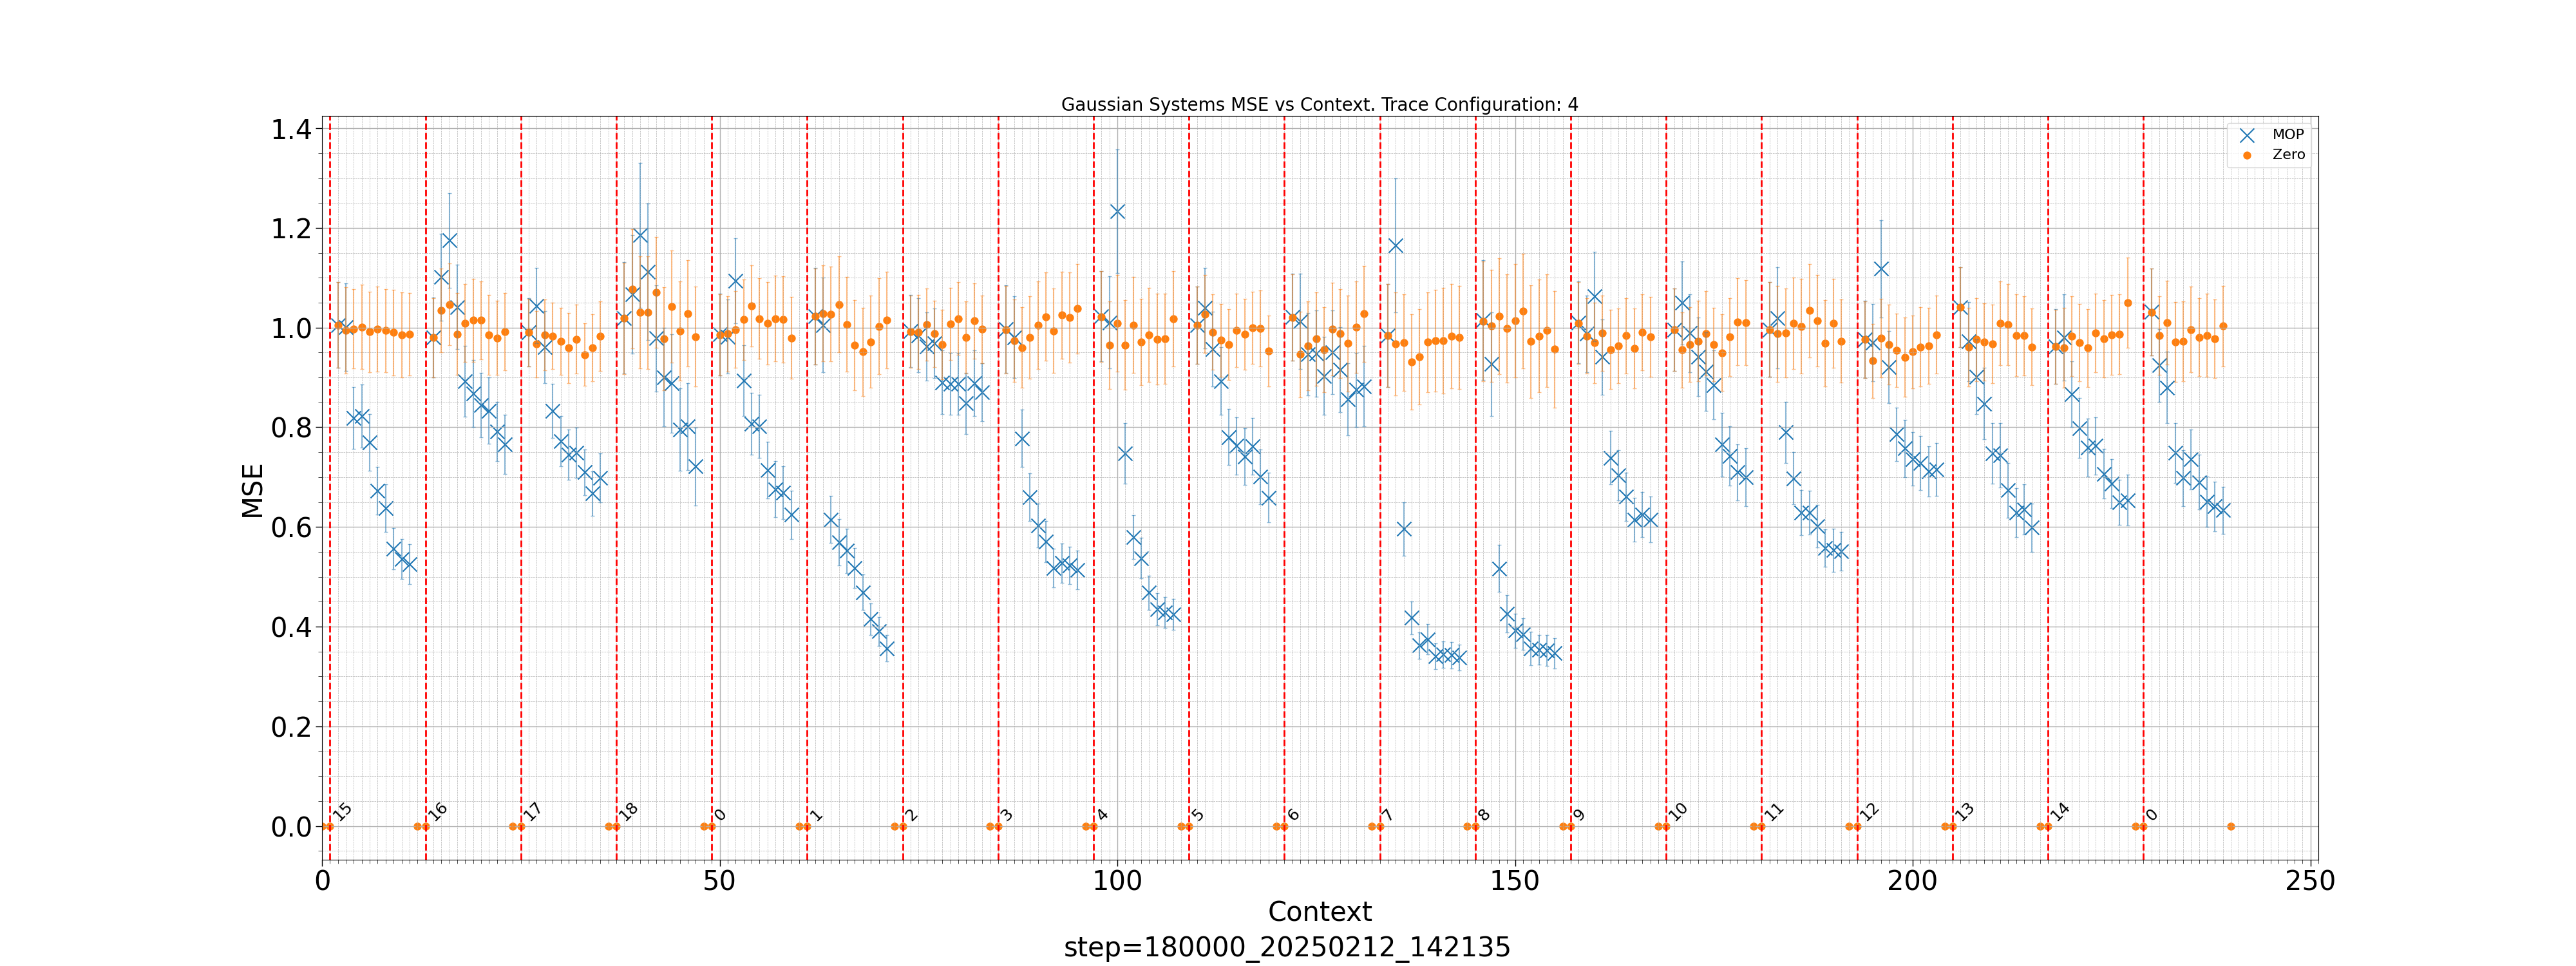 Gaussian Systems MSE vs Context. Trace Configuration: 4
MOP
Zero
1.4
1.2
1.0
0.8
0.6
0.4
0.2
0.0
MSE
15 16 17 18 0 1 2 3 4 5 6 7 8 9 10 11 12 13 14 0
0 50 100 150 200 250
Context
step=180000_20250212_142135